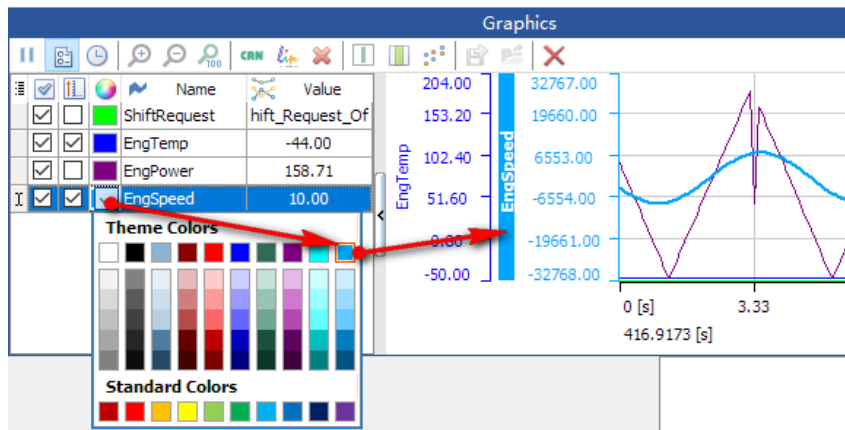 Graphics
100 CAN lin
Name Value
ShiftRequest hift_Request_Of
EngTemp -44.00
EngPower 158.71
EngSpeed 10.00
Theme Colors
Standard Colors
EngTemp
204.00
153.20
102.40
51.60
0.80
-50.00
EngSpeed
32767.00
19660.00
6553.00
-6554.00
-19661.00
-32768.00
0 [s] 3.33
416.9173 [s]